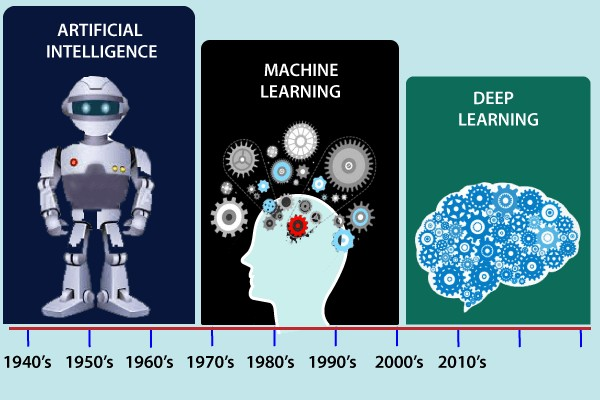 ARTIFICIAL
INTELLIGENCE
MACHINE
LEARNING
DEEP
LEARNING
1940's 1950's 1960's 1970's 1980's 1990's 2000's 2010's